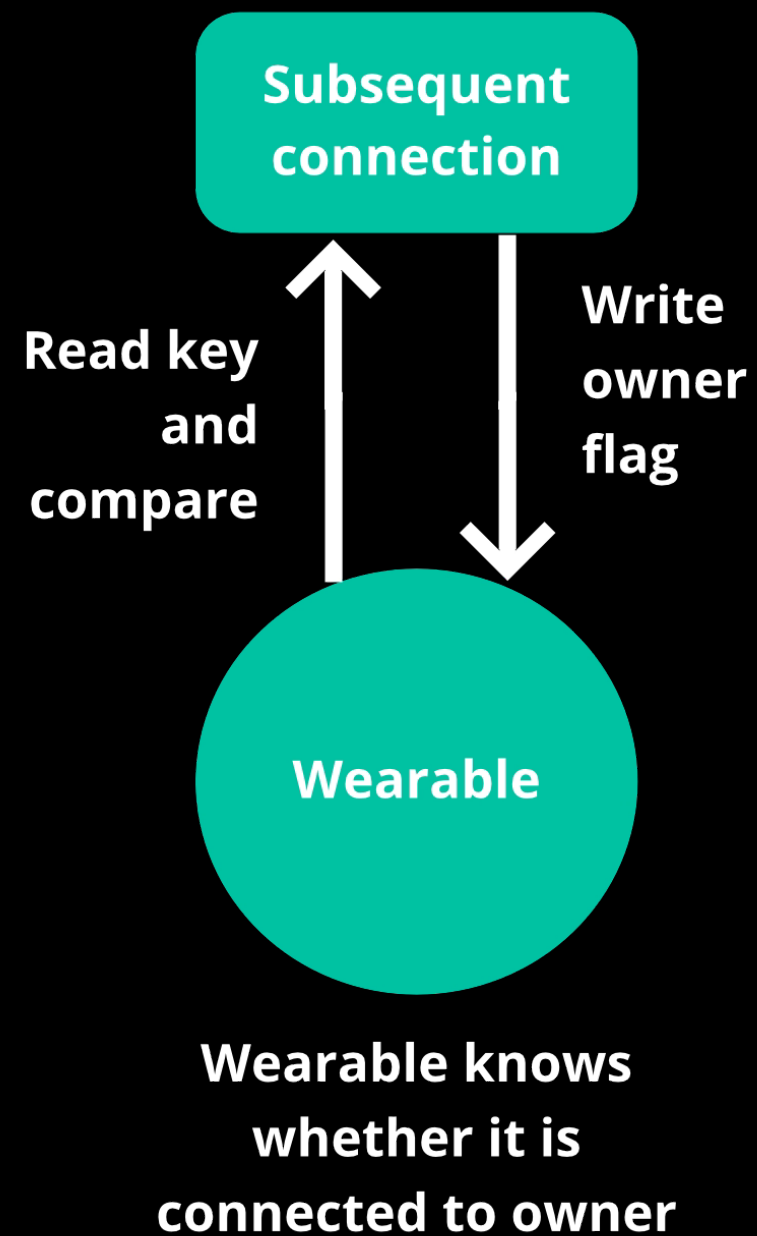 Subsequent
connection
Read key
and
compare
Write
owner
flag
Wearable
Wearable knows
whether it is
connected to owner